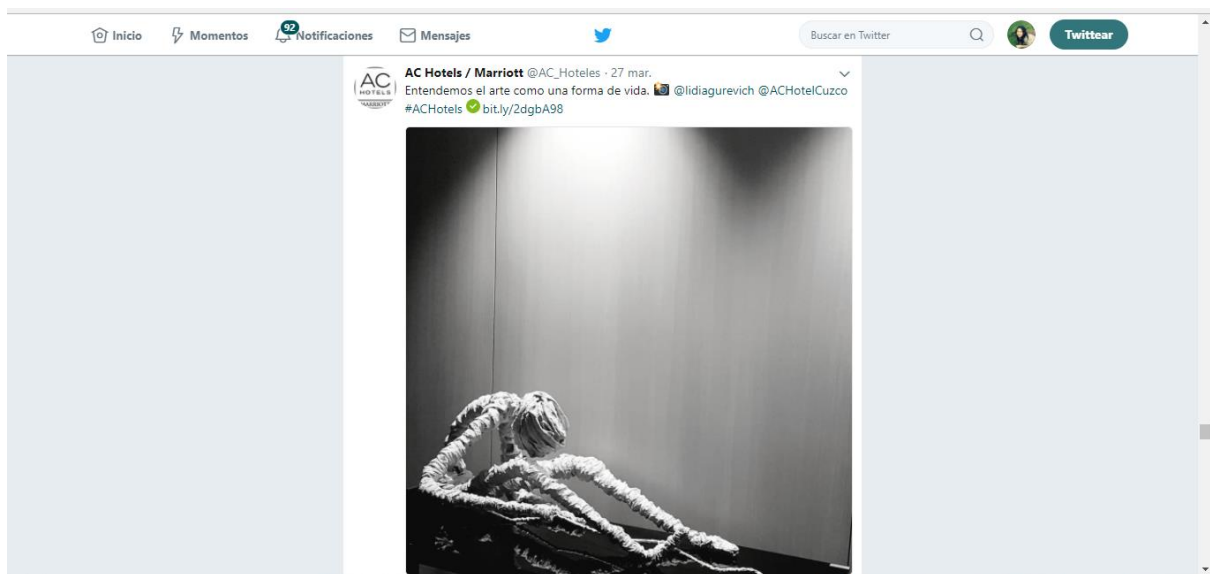 Inicio Momentos 92 Notificaciones Mensajes Buscar en Twitter Twittear
AC Hotels / Marriott @AC_Hoteles · 27 mar.
Entendemos el arte como una forma de vida. 📸 @lidiagurevich @ACHotelCuzco
#ACHotels ✅ bit.ly/2dgbA98
AC
HOTELS
MARRIOTT